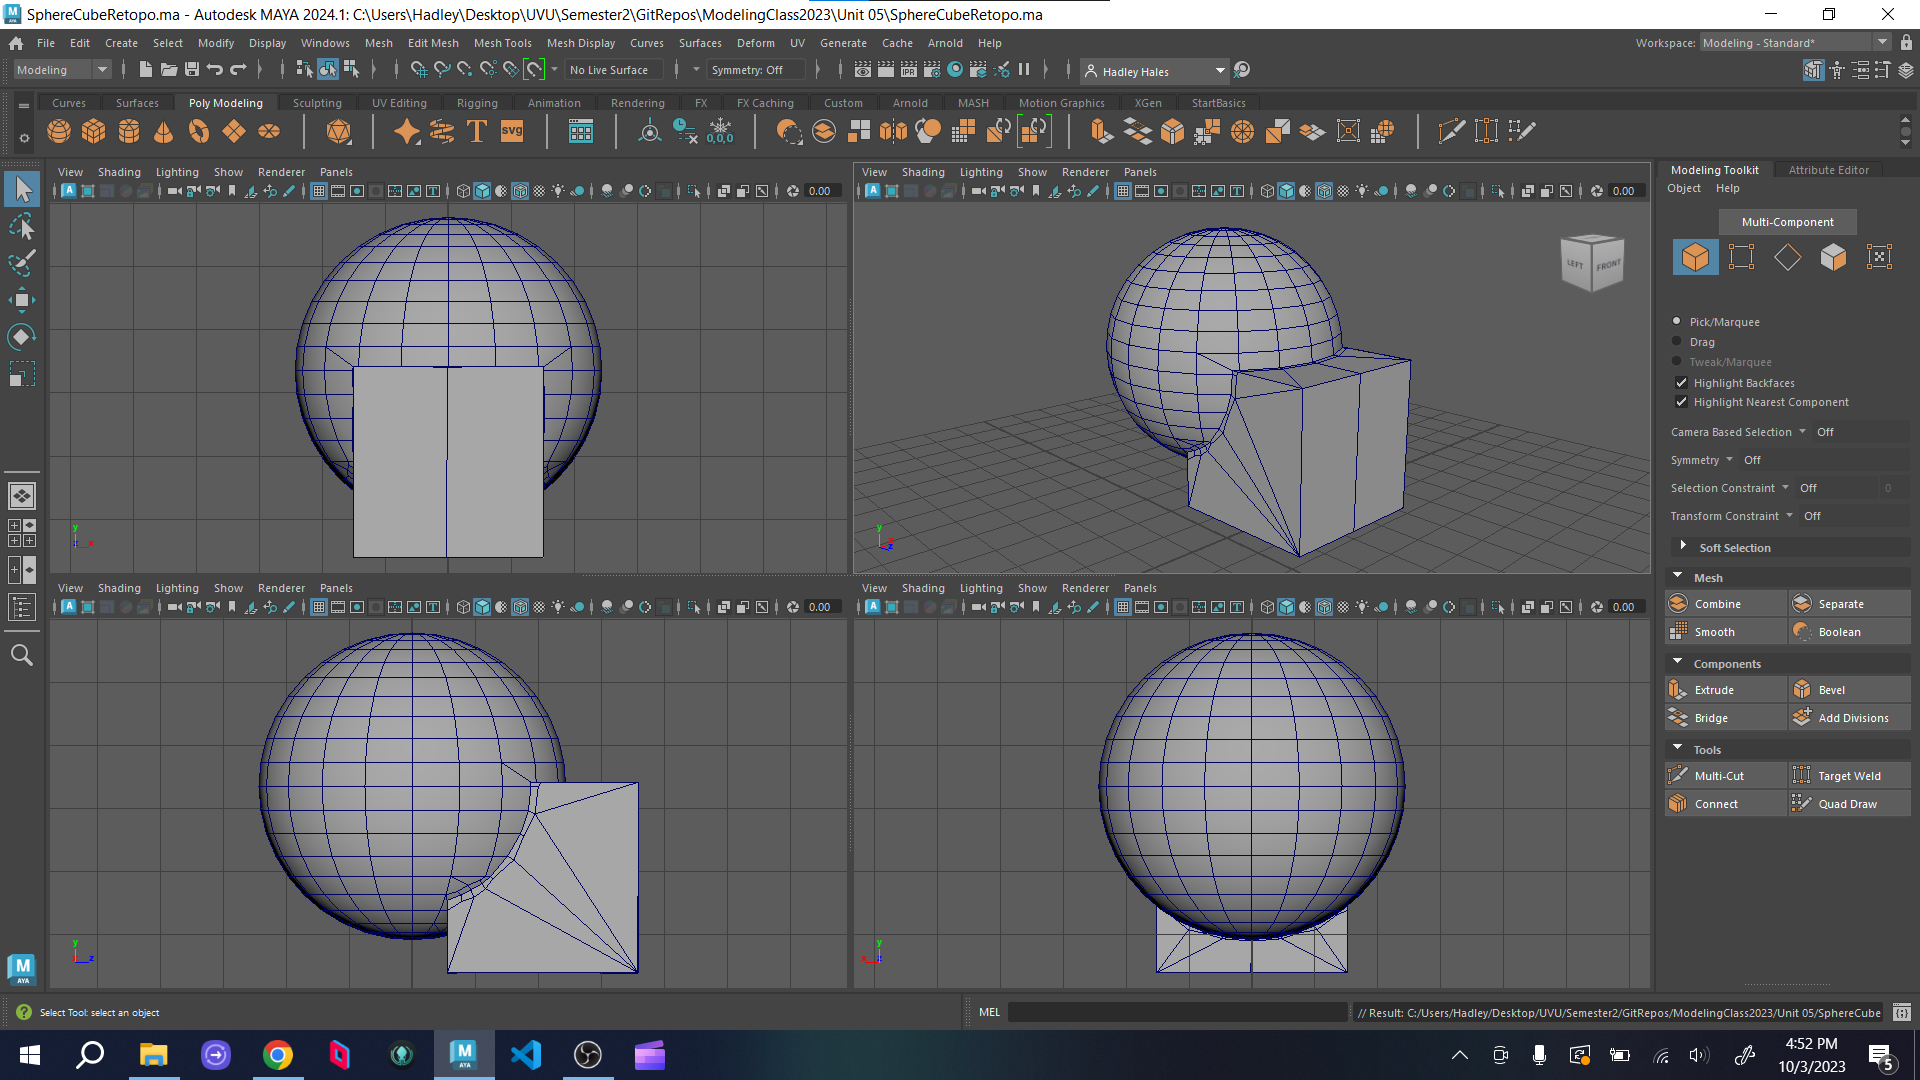 SphereCubeRetopo.ma - Autodesk MAYA 2024.1: C:\Users\Hadley\Desktop\UVU\Semester2\GitRepos\ModelingClass2023\Unit 05\SphereCubeRetopo.ma
File Edit Create Select Modify Display Windows Mesh Edit Mesh Mesh Tools Mesh Display Curves Surfaces Deform UV Generate Cache Arnold Help Workspace: Modeling - Standard*
Modeling No Live Surface Symmetry: Off Hadley Hales
Curves Surfaces Poly Modeling Sculpting UV Editing Rigging Animation Rendering FX FX Caching Custom Arnold MASH Motion Graphics XGen StartBasics
View Shading Lighting Show Renderer Panels
0.00
View Shading Lighting Show Renderer Panels
0.00
LEFT FRONT
View Shading Lighting Show Renderer Panels
0.00
View Shading Lighting Show Renderer Panels
0.00
Modeling Toolkit Attribute Editor
Object Help
Multi-Component
Pick/Marquee
Drag
Tweak/Marquee
Highlight Backfaces
Highlight Nearest Component
Camera Based Selection Off
Symmetry Off
Selection Constraint Off 0
Transform Constraint Off
Soft Selection
Mesh
Combine Separate
Smooth Boolean
Components
Extrude Bevel
Bridge Add Divisions
Tools
Multi-Cut Target Weld
Connect Quad Draw
Select Tool: select an object
MEL
// Result: C:/Users/Hadley/Desktop/UVU/Semester2/GitRepos/ModelingClass2023/Unit 05/SphereCube
4:52 PM
10/3/2023
5